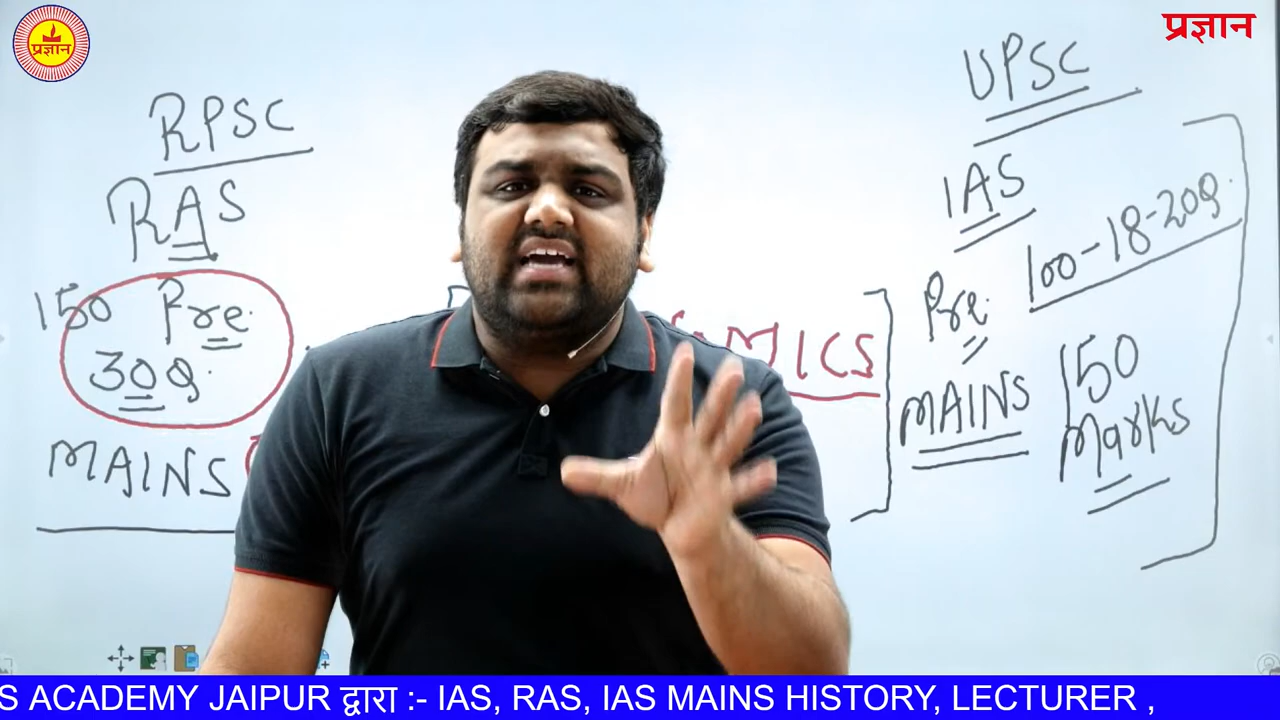 प्रज्ञान
प्रज्ञान
RPSC
RAS
150 Pre
30Q.
MAINS
MICS
UPSC
IAS
Pre. 100-18-20Q.
MAINS 150 Marks
S ACADEMY JAIPUR द्वारा :- IAS, RAS, IAS MAINS HISTORY, LECTURER ,